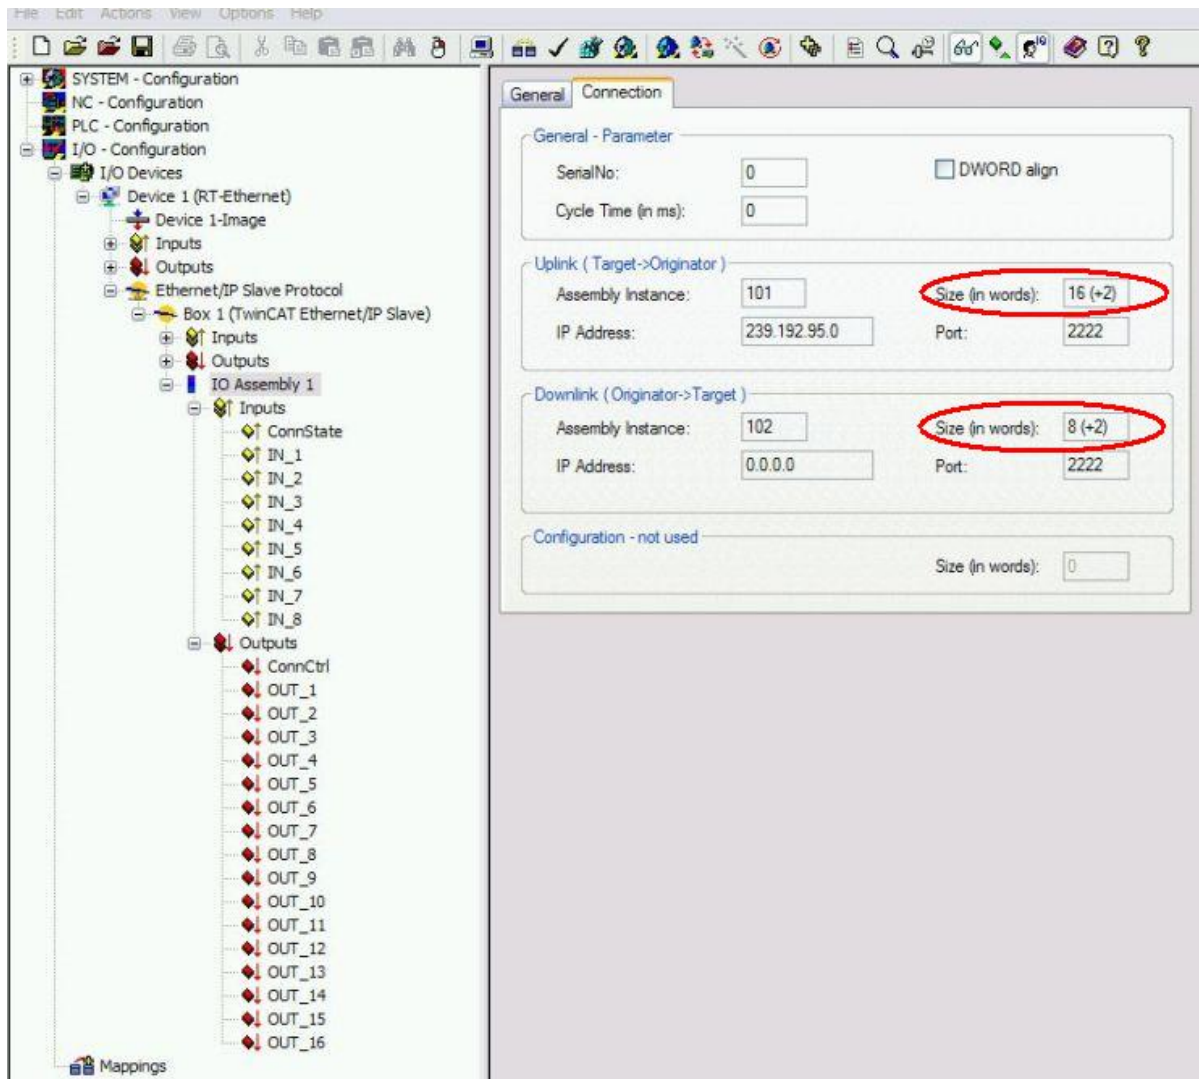 File Edit Actions View Options Help
SYSTEM - Configuration
NC - Configuration
PLC - Configuration
I/O - Configuration
I/O Devices
Device 1 (RT-Ethernet)
Device 1-Image
Inputs
Outputs
Ethernet/IP Slave Protocol
Box 1 (TwinCAT Ethernet/IP Slave)
Inputs
Outputs
IO Assembly 1
Inputs
ConnState
IN_1
IN_2
IN_3
IN_4
IN_5
IN_6
IN_7
IN_8
Outputs
ConnCtrl
OUT_1
OUT_2
OUT_3
OUT_4
OUT_5
OUT_6
OUT_7
OUT_8
OUT_9
OUT_10
OUT_11
OUT_12
OUT_13
OUT_14
OUT_15
OUT_16
Mappings
General Connection
General - Parameter
SerialNo: 0 DWORD align
Cycle Time (in ms): 0
Uplink ( Target->Originator )
Assembly Instance: 101 Size (in words): 16 (+2)
IP Address: 239.192.95.0 Port: 2222
Downlink ( Originator->Target )
Assembly Instance: 102 Size (in words): 8 (+2)
IP Address: 0.0.0.0 Port: 2222
Configuration - not used
Size (in words): 0